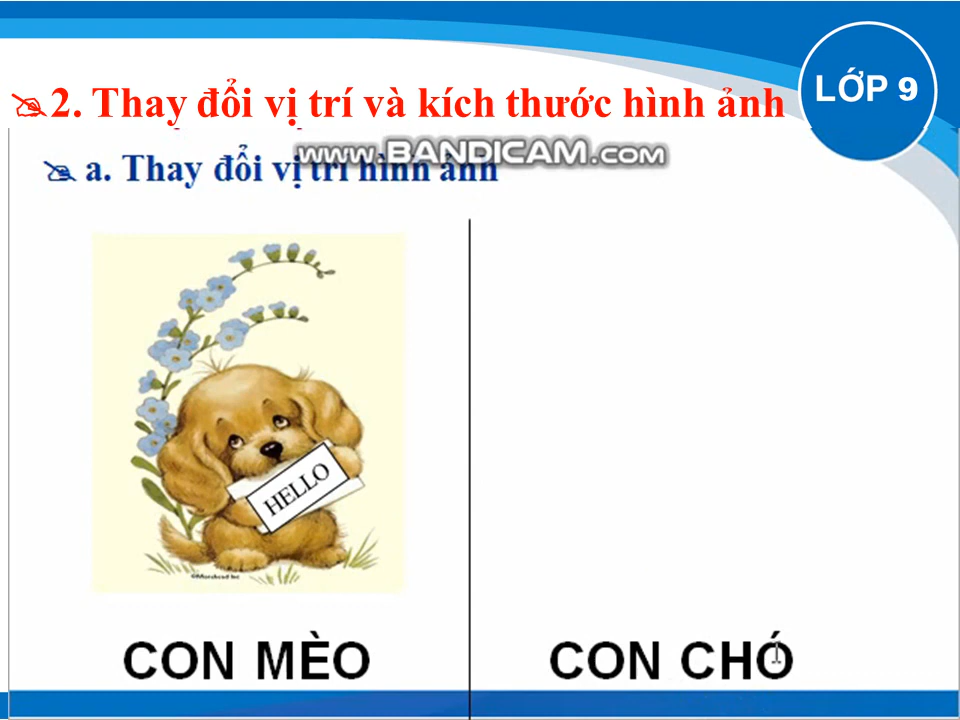 LỚP 9
2. Thay đổi vị trí và kích thước hình ảnh
www.BANDICAM.com
a. Thay đổi vị trí hình ảnh
HELLO
CON MÈO
CON CHÓ